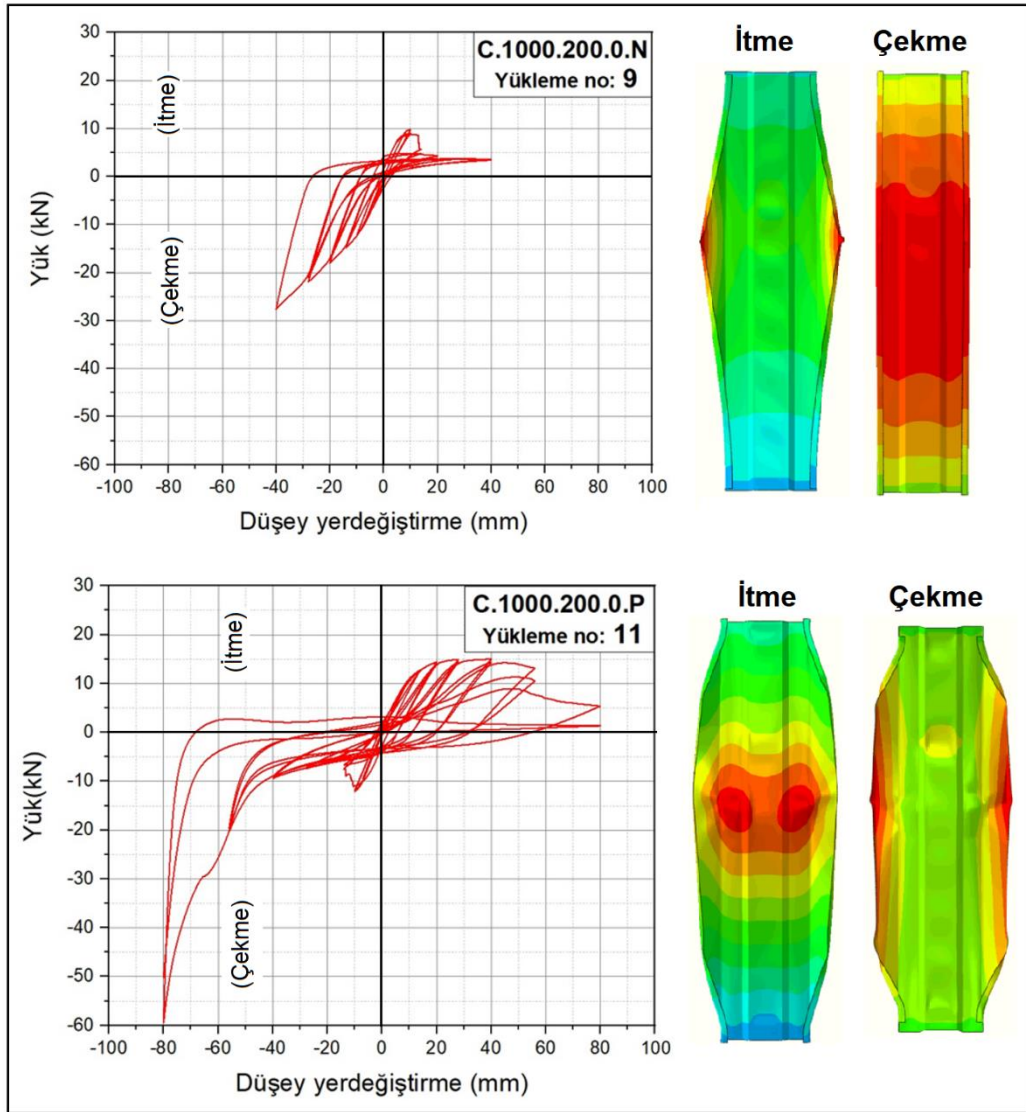 C.1000.200.0.N
Yükleme no: 9
30
20
10
0
-10
-20
-30
-40
-50
-60
Yük (kN)
(İtme)
(Çekme)
-100 -80 -60 -40 -20 0 20 40 60 80 100
Düşey yerdeğiştirme (mm)
İtme Çekme
C.1000.200.0.P
Yükleme no: 11
30
20
10
0
-10
-20
-30
-40
-50
-60
Yük(kN)
(İtme)
(Çekme)
-100 -80 -60 -40 -20 0 20 40 60 80 100
Düşey yerdeğiştirme (mm)
İtme Çekme